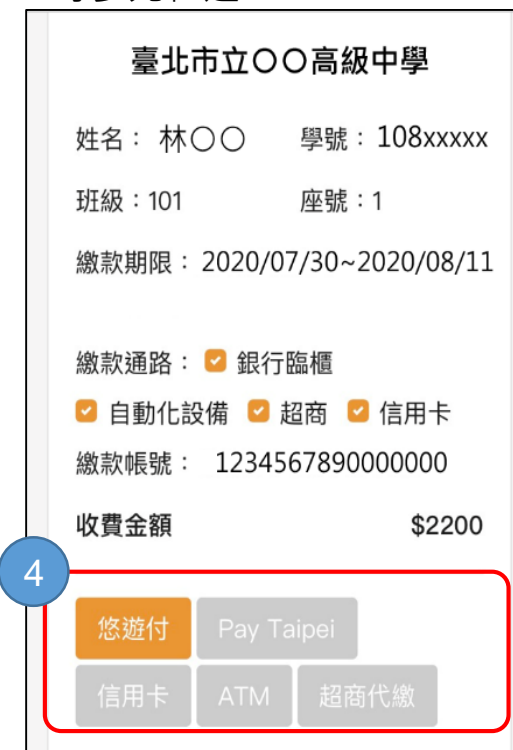 臺北市立〇〇高級中學
姓名： 林〇〇 學號：108xxxxx
班級：101 座號：1
繳款期限：2020/07/30~2020/08/11
繳款通路： 銀行臨櫃
自動化設備 超商 信用卡
繳款帳號： 1234567890000000
收費金額 $2200
4
悠遊付 Pay Taipei
信用卡 ATM 超商代繳